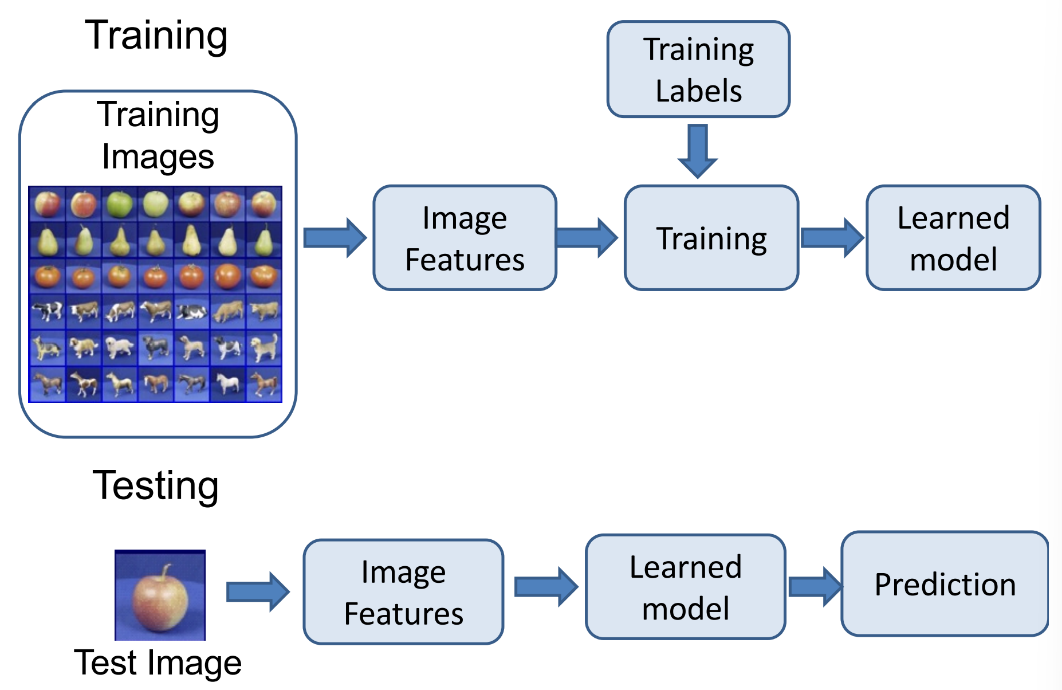 Training
Training
Images
Training
Labels
Image
Features
Training
Learned
model
Testing
Test Image
Image
Features
Learned
model
Prediction